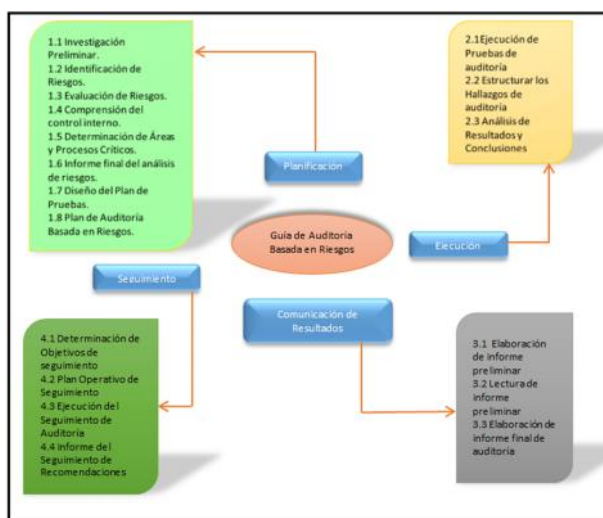 1.1 Investigación
Preliminar.
1.2 Identificación de
Riesgos.
1.3 Evaluación de Riesgos.
1.4 Comprensión del
control interno.
1.5 Determinación de Áreas
y Procesos Críticos.
1.6 Informe final del análisis
de riesgos.
1.7 Diseño del Plan de
Pruebas.
1.8 Plan de Auditoría
Basada en Riesgos.
Planificación
2.1Ejecución de
Pruebas de
auditoría
2.2 Estructurar los
Hallazgos de
auditoría
2.3 Análisis de
Resultados y
Conclusiones
Guía de Auditoría
Basada en Riesgos
Ejecución
Seguimiento
Comunicación de
Resultados
4.1 Determinación de
Objetivos de
seguimiento
4.2 Plan Operativo de
Seguimiento
4.3 Ejecución del
Seguimiento de
Auditoría
4.4 Informe del
Seguimiento de
Recomendaciones
3.1 Elaboración
de informe
preliminar
3.2 Lectura de
informe
preliminar
3.3 Elaboración de
informe final de
auditoría